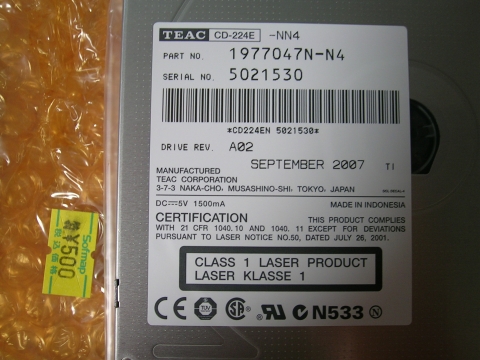 TEAC CD-224E -NN4
PART NO. 1977047N-N4
SERIAL NO. 5021530
*CD224EN 5021530*
DRIVE REV. A02
SEPTEMBER 2007 TI
MANUFACTURED
TEAC CORPORATION
3-7-3 NAKA-CHO, MUSASHINO-SHI, TOKYO, JAPAN
DC⎓5V 1500mA
MADE IN INDONESIA
CERTIFICATION THIS PRODUCT COMPLIES
WITH 21 CFR 1040.10 AND 1040. 11 EXCEPT FOR DEVIATIONS
PURSUANT TO LASER NOTICE NO.50, DATED JULY 26, 2001.
CLASS 1 LASER PRODUCT
LASER KLASSE 1
N533
Sofmap
¥500